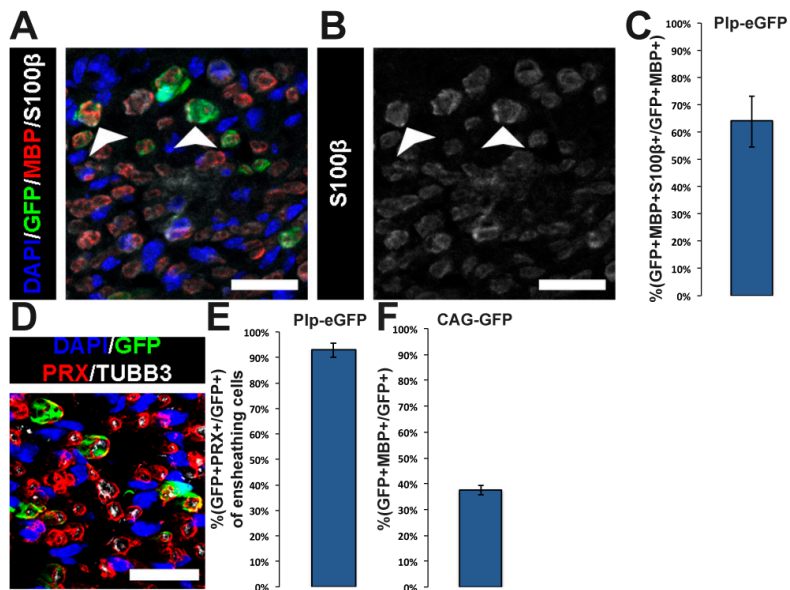 A
DAPI/GFP/MBP/S100β
B
S100β
C
Plp-eGFP
%(GFP+MBP+S100β+/GFP+MBP+)
100%
90%
80%
70%
60%
50%
40%
30%
20%
10%
0%
D
DAPI/GFP
PRX/TUBB3
E
Plp-eGFP
%(GFP+PRX+/GFP+)
of ensheathing cells
100%
90%
80%
70%
60%
50%
40%
30%
20%
10%
0%
F
CAG-GFP
%(GFP+MBP+/GFP+)
100%
90%
80%
70%
60%
50%
40%
30%
20%
10%
0%